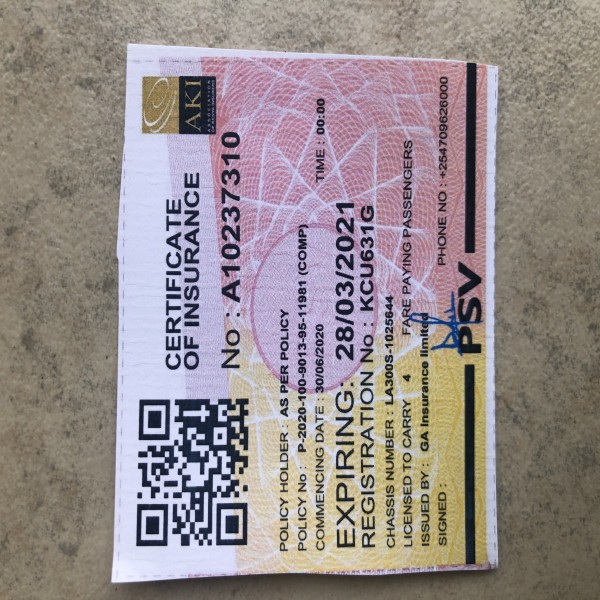 AKI
ASSOCIATION
OF KENYA INSURERS
CERTIFICATE
OF INSURANCE
No : A10237310
POLICY HOLDER : AS PER POLICY
POLICY No : P-2020-100-9013-95-11981 (COMP)
COMMENCING DATE : 30/06/2020 TIME : 00:00
EXPIRING: 28/03/2021
REGISTRATION No : KCU631G
CHASSIS NUMBER : LA300S-1025644
LICENSED TO CARRY 4 FARE PAYING PASSENGERS
ISSUED BY : GA Insurance limited
SIGNED : PHONE NO : +254709626000
PSV